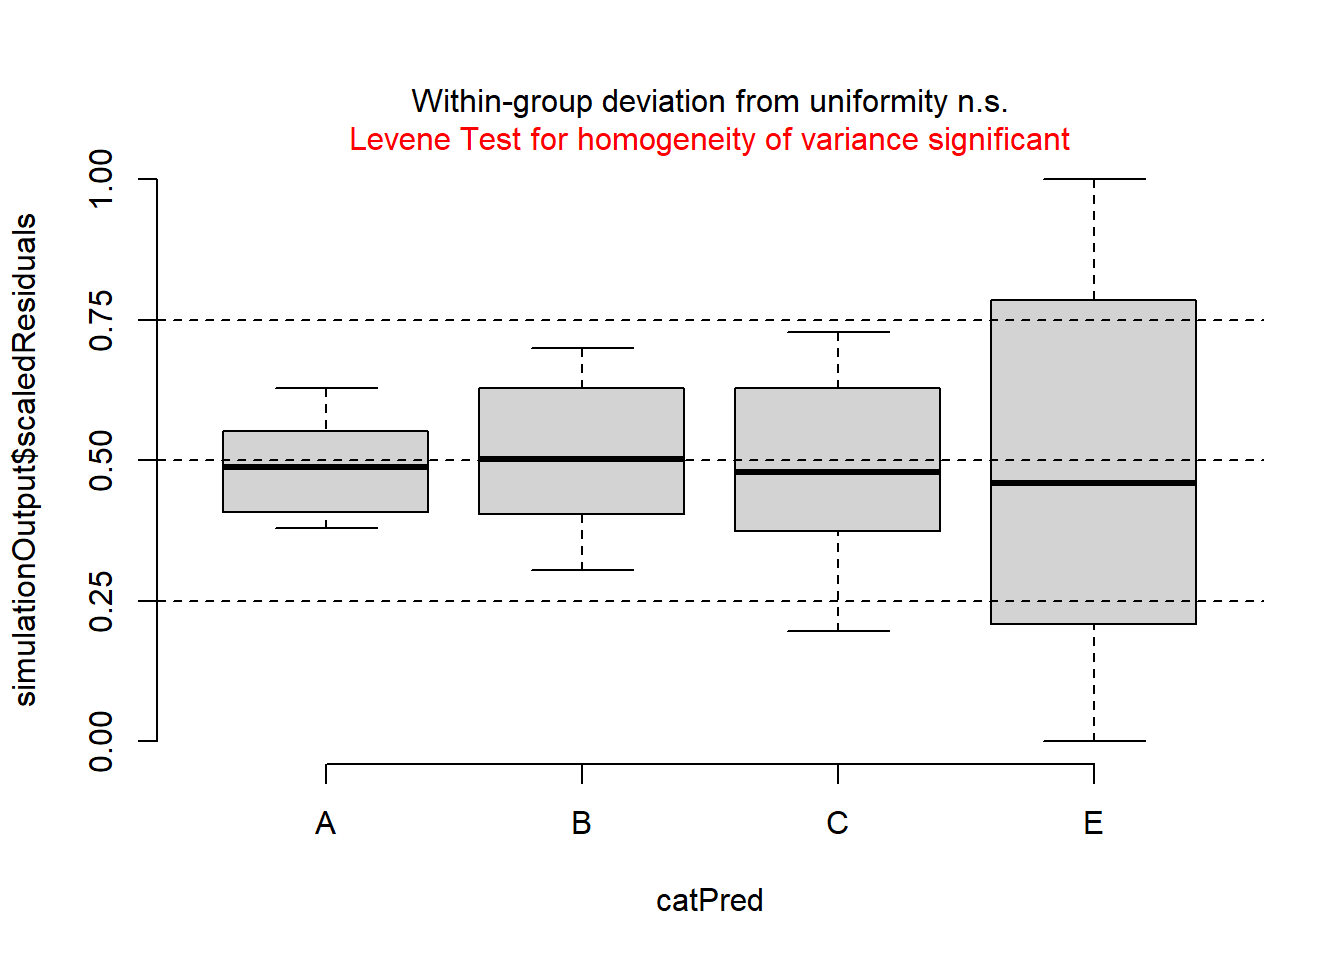 Within-group deviation from uniformity n.s.
Levene Test for homogeneity of variance significant
simulationOutput$scaledResiduals
1.00
0.75
0.50
0.25
0.00
A
B
C
E
catPred